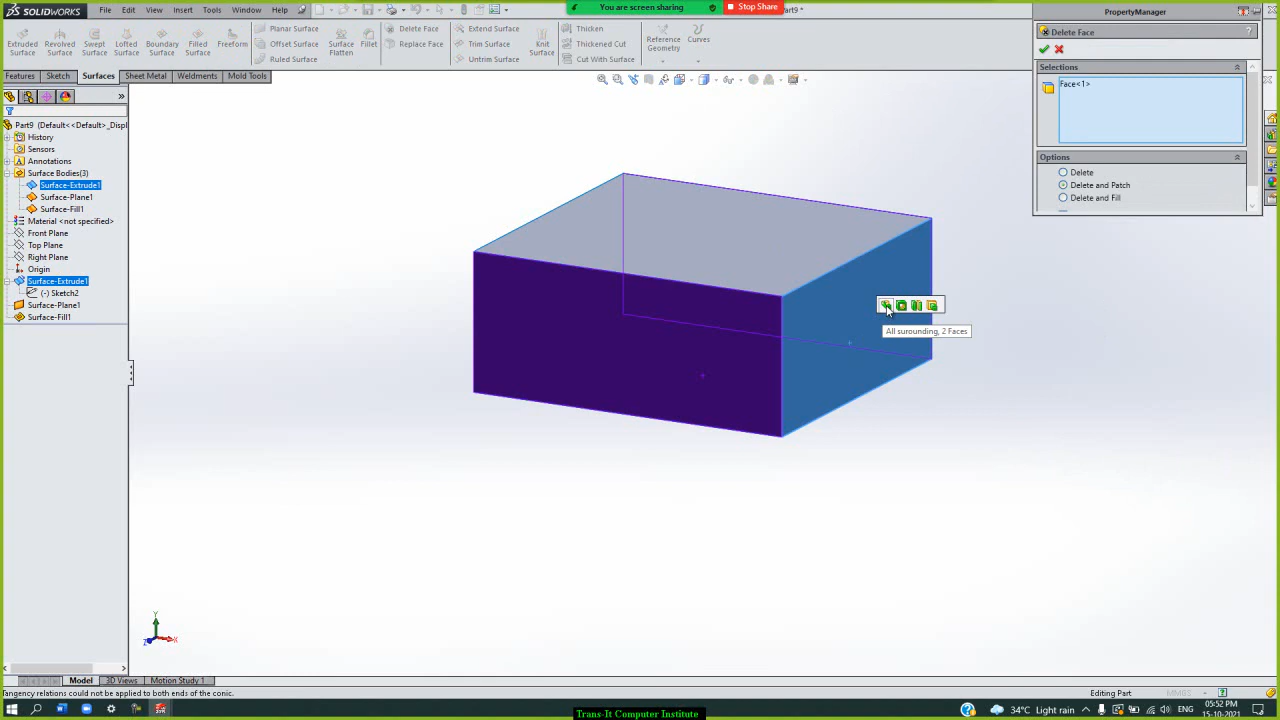 SOLIDWORKS
File Edit View Insert Tools Window Help
You are screen sharing
Stop Share
Part9 *
Extruded Surface
Revolved Surface
Swept Surface
Lofted Surface
Boundary Surface
Filled Surface
Freeform
Planar Surface
Offset Surface
Ruled Surface
Surface Flatten
Fillet
Delete Face
Replace Face
Extend Surface
Trim Surface
Untrim Surface
Knit Surface
Thicken
Thickened Cut
Cut With Surface
Reference Geometry
Curves
Features Sketch Surfaces Sheet Metal Weldments Mold Tools
Part9 (Default<<Default>_Displ
History
Sensors
Annotations
Surface Bodies(3)
Surface-Extrude1
Surface-Plane1
Surface-Fill1
Material <not specified>
Front Plane
Top Plane
Right Plane
Origin
Surface-Extrude1
(-) Sketch2
Surface-Plane1
Surface-Fill1
PropertyManager
Delete Face
?
Selections
Face<1>
Options
Delete
Delete and Patch
Delete and Fill
All surounding, 2 Faces
Y
X
Z
Model 3D Views Motion Study 1
Tangency relations could not be applied to both ends of the conic.
Editing Part
MMGS
34°C Light rain
ENG
05:52 PM
15-10-2021
Trans-It Computer Institute